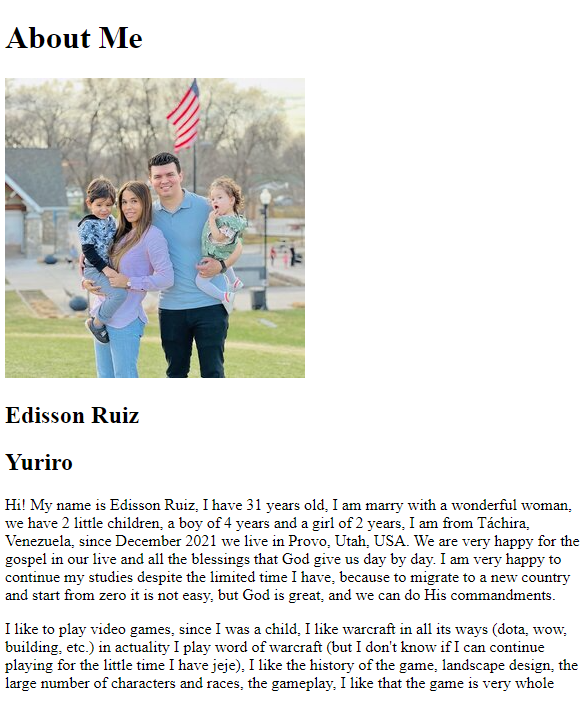 About Me
Edisson Ruiz
Yuriro
Hi! My name is Edisson Ruiz, I have 31 years old, I am marry with a wonderful woman,
we have 2 little children, a boy of 4 years and a girl of 2 years, I am from Táchira,
Venezuela, since December 2021 we live in Provo, Utah, USA. We are very happy for the
gospel in our live and all the blessings that God give us day by day. I am very happy to
continue my studies despite the limited time I have, because to migrate to a new country
and start from zero it is not easy, but God is great, and we can do His commandments.
I like to play video games, since I was a child, I like warcraft in all its ways (dota, wow,
building, etc.) in actuality I play word of warcraft (but I don't know if I can continue
playing for the little time I have jeje), I like the history of the game, landscape design, the
large number of characters and races, the gameplay, I like that the game is very whole